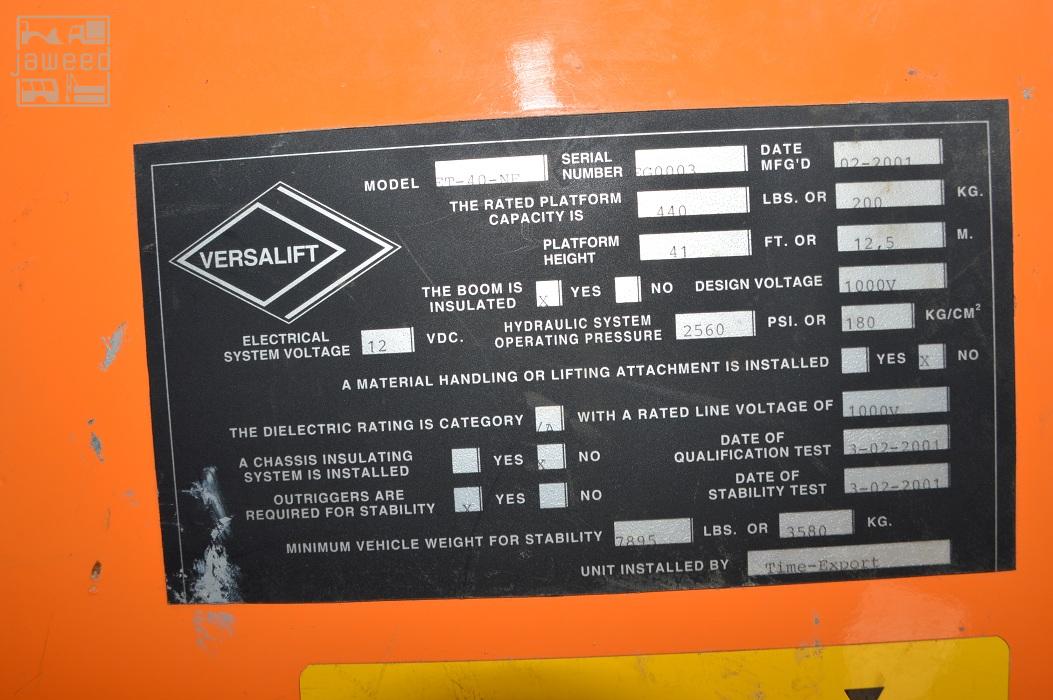 jaweed
MODEL ET-40-NE SERIAL NUMBER DATE MFG'D 02-2001
VERSALIFT
THE RATED PLATFORM CAPACITY IS 440 LBS. OR 200 KG.
PLATFORM HEIGHT 41 FT. OR 12,5 M.
THE BOOM IS INSULATED X YES NO DESIGN VOLTAGE 1000V
ELECTRICAL SYSTEM VOLTAGE 12 VDC. HYDRAULIC SYSTEM OPERATING PRESSURE 2560 PSI. OR 180 KG/CM²
A MATERIAL HANDLING OR LIFTING ATTACHMENT IS INSTALLED YES X NO
THE DIELECTRIC RATING IS CATEGORY WITH A RATED LINE VOLTAGE OF 1000V
DATE OF QUALIFICATION TEST 3-02-2001
A CHASSIS INSULATING SYSTEM IS INSTALLED YES X NO
DATE OF STABILITY TEST 3-02-2001
OUTRIGGERS ARE REQUIRED FOR STABILITY X YES NO
MINIMUM VEHICLE WEIGHT FOR STABILITY 7895 LBS. OR 3580 KG.
UNIT INSTALLED BY Time-Export